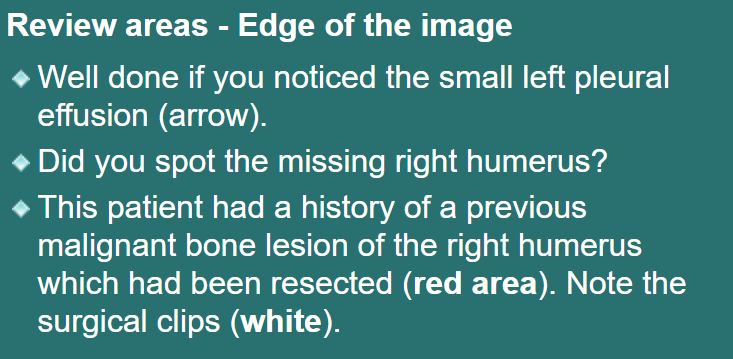 Review areas - Edge of the image
Well done if you noticed the small left pleural
effusion (arrow).
Did you spot the missing right humerus?
This patient had a history of a previous
malignant bone lesion of the right humerus
which had been resected (red area). Note the
surgical clips (white).